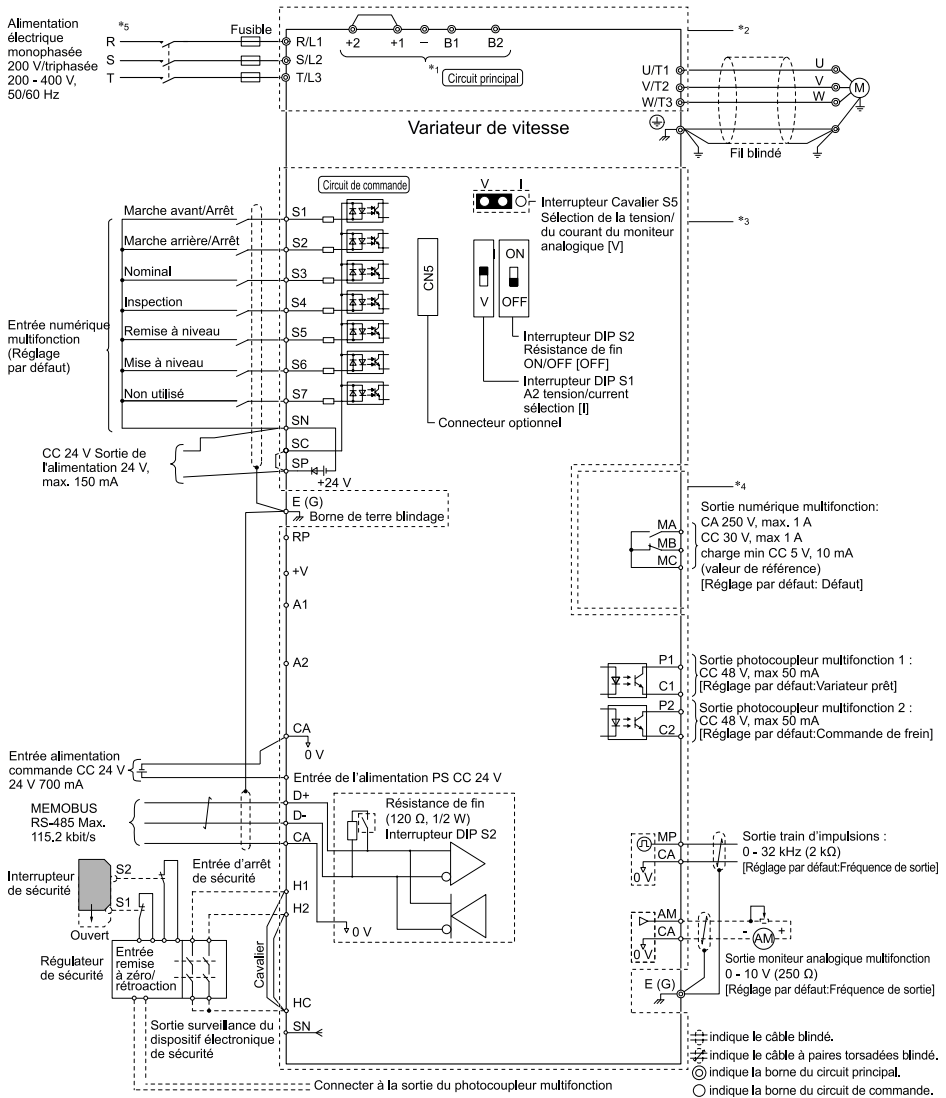 Alimentation
électrique
monophasée
200 V/triphasée
200 - 400 V,
50/60 Hz
*5
R
S
T
Fusible
R/L1
S/L2
T/L3
+2
+1
−
B1
B2
*1
Circuit principal
*2
U/T1
V/T2
W/T3
U
V
W
M
Fil blindé
Variateur de vitesse
Circuit de commande
V
I
Interrupteur Cavalier S5
Sélection de la tension/
du courant du moniteur
analogique [V]
*3
Entrée numérique
multifonction
(Réglage
par défaut)
Marche avant/Arrêt
S1
Marche arrière/Arrêt
S2
Nominal
S3
Inspection
S4
Remise à niveau
S5
Mise à niveau
S6
Non utilisé
S7
SN
SC
SP
+24 V
CN5
I
V
ON
OFF
Interrupteur DIP S2
Résistance de fin
ON/OFF [OFF]
Interrupteur DIP S1
A2 tension/current
sélection [I]
Connecteur optionnel
CC 24 V Sortie de
l'alimentation 24 V,
max. 150 mA
E (G)
Borne de terre blindage
RP
+V
A1
A2
CA
0 V
*4
MA
MB
MC
Sortie numérique multifonction:
CA 250 V, max. 1 A
CC 30 V, max 1 A
charge min CC 5 V, 10 mA
(valeur de référence)
[Réglage par défaut: Défaut]
P1
C1
Sortie photocoupleur multifonction 1 :
CC 48 V, max 50 mA
[Réglage par défaut:Variateur prêt]
P2
C2
Sortie photocoupleur multifonction 2 :
CC 48 V, max 50 mA
[Réglage par défaut:Commande de frein]
Entrée alimentation
commande CC 24 V
24 V 700 mA
Entrée de l'alimentation PS CC 24 V
MEMOBUS
RS-485 Max.
115,2 kbit/s
D+
D-
CA
Résistance de fin
(120 Ω, 1/2 W)
Interrupteur DIP S2
0 V
MP
CA
0 V
Sortie train d'impulsions :
0 - 32 kHz (2 kΩ)
[Réglage par défaut:Fréquence de sortie]
Interrupteur
de sécurité
S2
S1
Ouvert
Entrée d'arrêt
de sécurité
H1
H2
Cavalier
HC
SN
Régulateur
de sécurité
Entrée
remise
à zéro/
rétroaction
Sortie surveillance du
dispositif électronique
de sécurité
Connecter à la sortie du photocoupleur multifonction
AM
CA
0 V
-
+
AM
Sortie moniteur analogique multifonction
0 - 10 V (250 Ω)
[Réglage par défaut:Fréquence de sortie]
E (G)
indique le câble blindé.
indique le câble à paires torsadées blindé.
indique la borne du circuit principal.
indique la borne du circuit de commande.